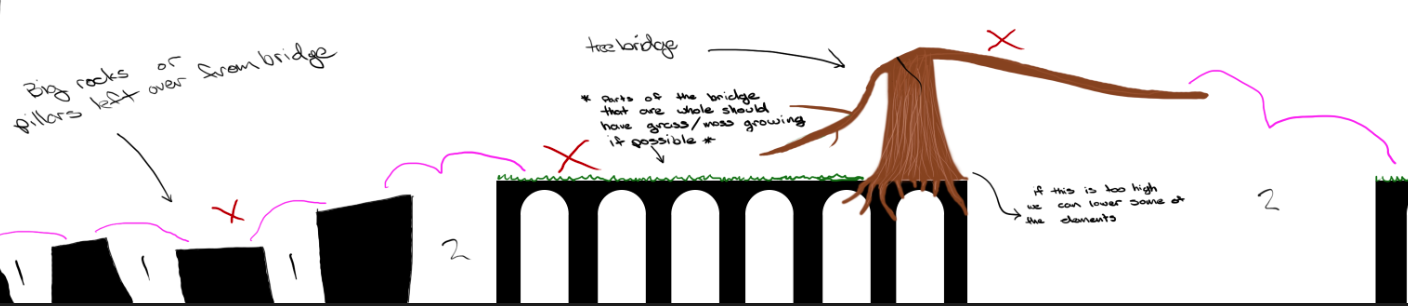 Big rocks or
pillars left over from bridge
tree bridge
* Parts of the bridge
that are whole should
have grass/moss growing
if possible *
if this is too high
we can lower some of
the elements
1
1
1
2
2